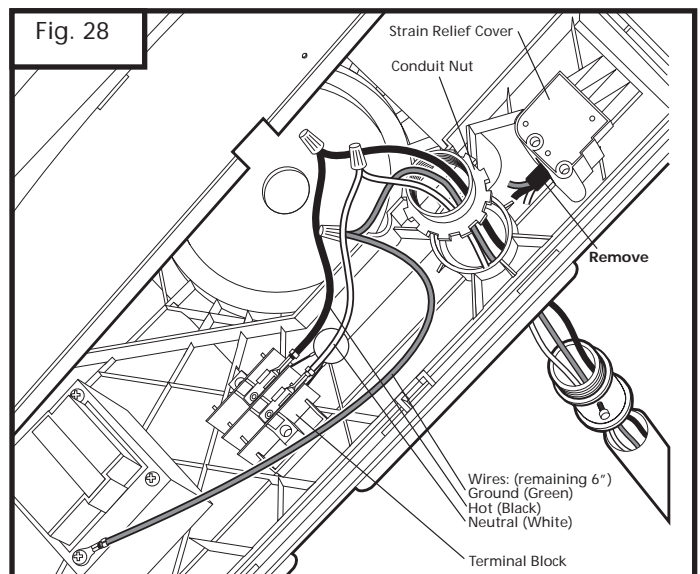 Fig. 28
Strain Relief Cover
Conduit Nut
Remove
Wires: (remaining 6”)
Ground (Green)
Hot (Black)
Neutral (White)
Terminal Block